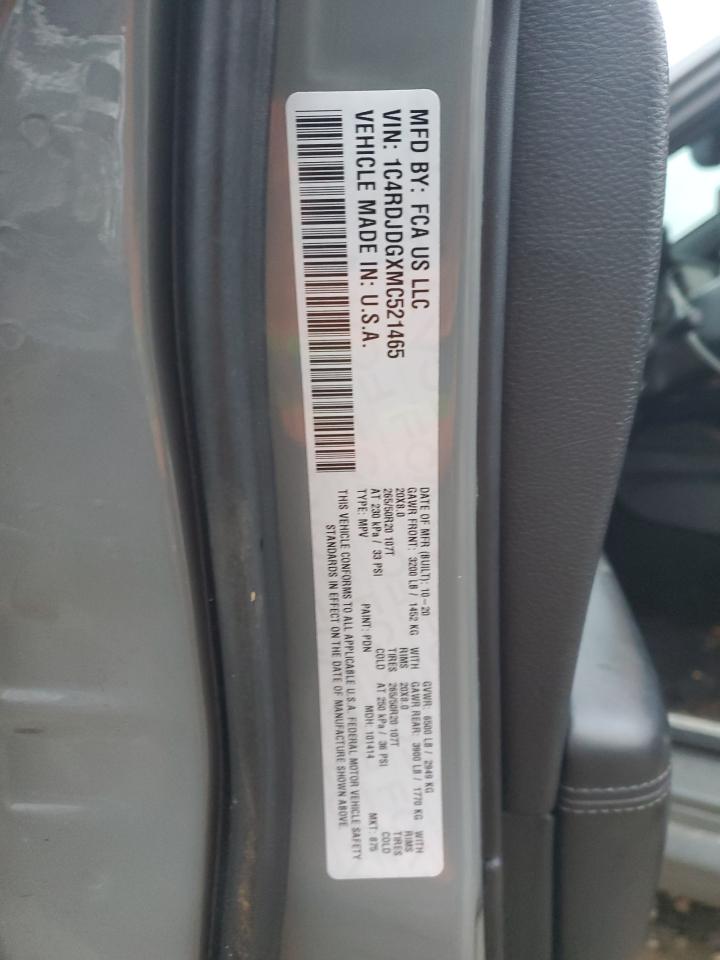 MFD BY: FCA US LLC
VIN: 1C4RDJDGXMC521465
VEHICLE MADE IN: U.S.A.
DATE OF MFR (BUILT): 10-20 GVWR: 6500 LB / 2949 KG
GAWR FRONT: 3200 LB / 1452 KG WITH GAWR REAR: 3900 LB / 1770 KG WITH
20X8.0 RIMS 20X8.0 RIMS
265/50R20 107T TIRES 265/50R20 107T TIRES
AT 230 kPa / 33 PSI COLD AT 250 kPa / 36 PSI COLD
TYPE: MPV PAINT: PDN MDH: 101414 MKT: 875
THIS VEHICLE CONFORMS TO ALL APPLICABLE U.S.A. FEDERAL MOTOR VEHICLE SAFETY
STANDARDS IN EFFECT ON THE DATE OF MANUFACTURE SHOWN ABOVE.